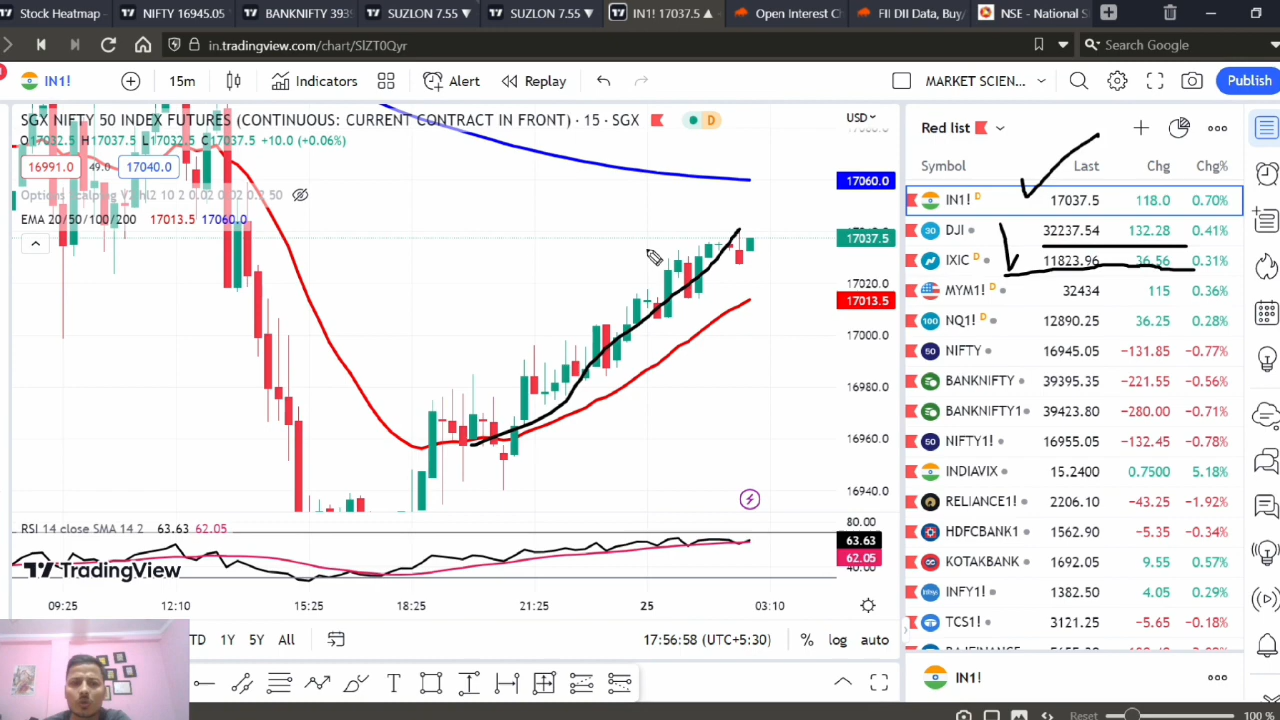 Stock Heatmap
NIFTY 16945.05
BANKNIFTY 393
SUZLON 7.55 ▼
SUZLON 7.55 ▼
IN1! 17037.5 ▲
Open Interest C
FII DII Data, Buy/
NSE - National S
in.tradingview.com/chart/SlZT0Qyr
Search Google
IN1!
15m
Indicators
Alert
Replay
MARKET SCIEN...
Publish
SGX NIFTY 50 INDEX FUTURES (CONTINUOUS: CURRENT CONTRACT IN FRONT) · 15 · SGX
D
USD
O17032.5 H17037.5 L17032.5 C17037.5 +10.0 (+0.06%)
16991.0 49.0 17040.0
EMA 20/50/100/200 17013.5 17060.0
17060.0
17037.5
17020.0
17013.5
17000.0
16980.0
16960.0
16940.0
RSI 14 close SMA 14 2 63.63 62.05
80.00
63.63
62.05
40.00
TradingView
09:25 12:10 15:25 18:25 21:25 25 03:10
TD 1Y 5Y All
17:56:58 (UTC+5:30)
% log auto
Red list
Symbol Last Chg Chg%
IN1! D 17037.5 118.0 0.70%
DJI 32237.54 132.28 0.41%
IXIC D 11823.96 36.56 0.31%
MYM1! D 32434 115 0.36%
NQ1! D 12890.25 36.25 0.28%
NIFTY 16945.05 −131.85 −0.77%
BANKNIFTY 39395.35 −221.55 −0.56%
BANKNIFTY1 39423.80 −280.00 −0.71%
NIFTY1! 16955.05 −132.45 −0.78%
INDIAVIX 15.2400 0.7500 5.18%
RELIANCE1! 2206.10 −43.25 −1.92%
HDFCBANK1 1562.90 −5.35 −0.34%
KOTAKBANK 1692.05 9.55 0.57%
INFY1! 1382.50 4.05 0.29%
TCS1! 3121.25 −5.65 −0.18%
IN1!
Reset
100 %